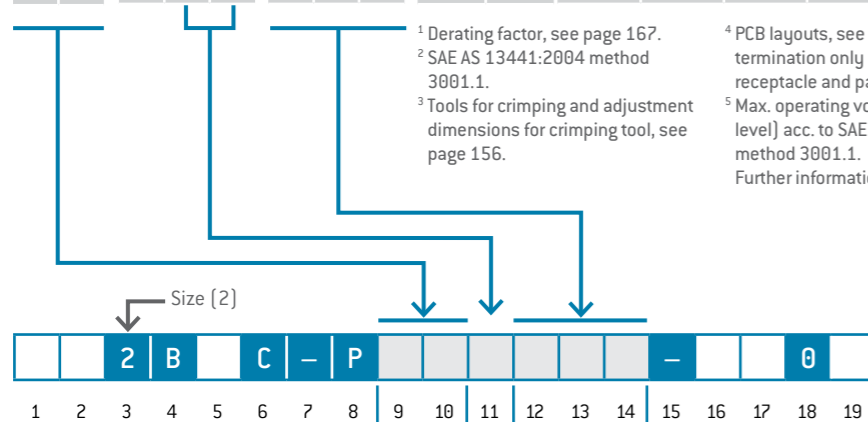 ¹ Derating factor, see page 167.
² SAE AS 13441:2004 method
3001.1.
³ Tools for crimping and adjustment
dimensions for crimping tool, see
page 156.
⁴ PCB layouts, see
termination only
receptacle and
⁵ Max. operating
level) acc. to SAE
method 3001.1.
Further
Size (2)
2 B C – P – 0
1 2 3 4 5 6 7 8 9 10 11 12 13 14 15 16 17 18 19